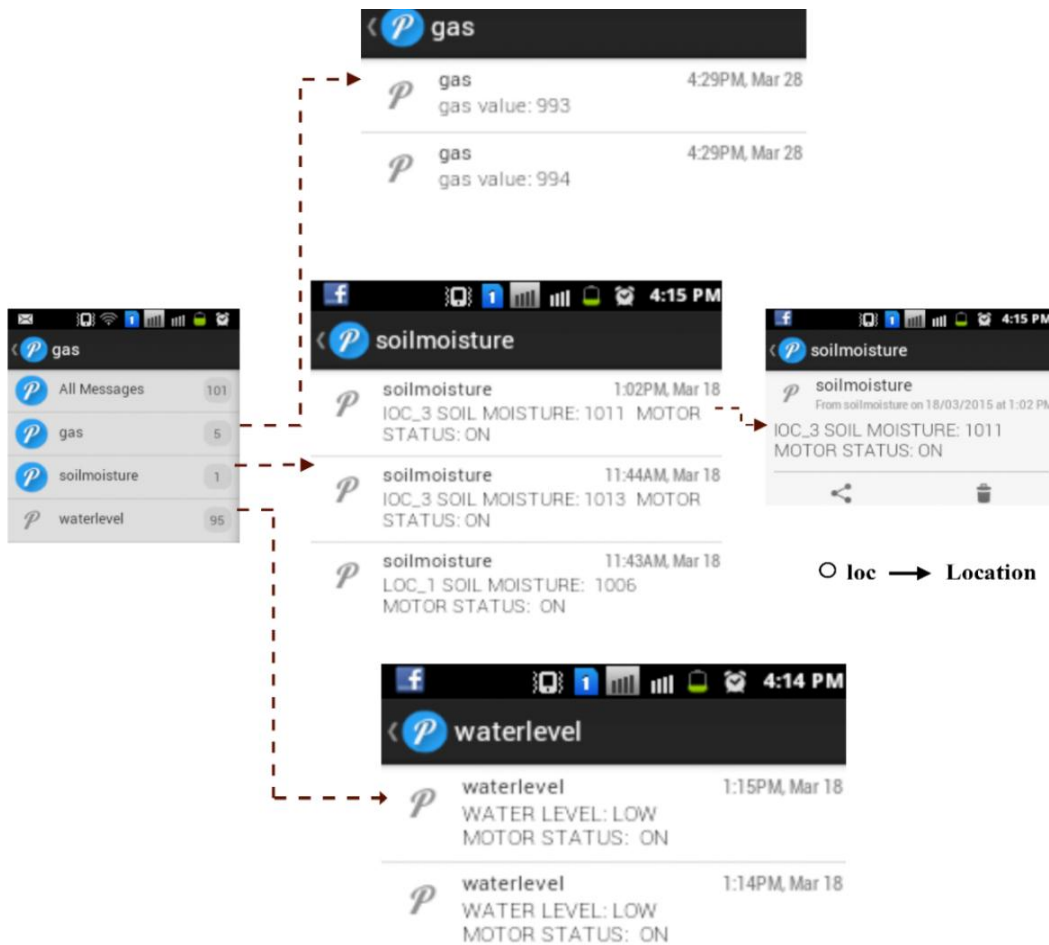 gas
gas 4:29PM, Mar 28
gas value: 993
gas 4:29PM, Mar 28
gas value: 994
1
gas
All Messages 101
gas 5
soilmoisture 1
waterlevel 95
f 1 4:15 PM
soilmoisture
soilmoisture 1:02PM, Mar 18
IOC_3 SOIL MOISTURE: 1011 MOTOR
STATUS: ON
soilmoisture 11:44AM, Mar 18
IOC_3 SOIL MOISTURE: 1013 MOTOR
STATUS: ON
soilmoisture 11:43AM, Mar 18
LOC_1 SOIL MOISTURE: 1006
MOTOR STATUS: ON
f 1 4:15 PM
soilmoisture
soilmoisture
From soilmoisture on 18/03/2015 at 1:02 PM
IOC_3 SOIL MOISTURE: 1011
MOTOR STATUS: ON
loc Location
f 1 4:14 PM
waterlevel
waterlevel 1:15PM, Mar 18
WATER LEVEL: LOW
MOTOR STATUS: ON
waterlevel 1:14PM, Mar 18
WATER LEVEL: LOW
MOTOR STATUS: ON